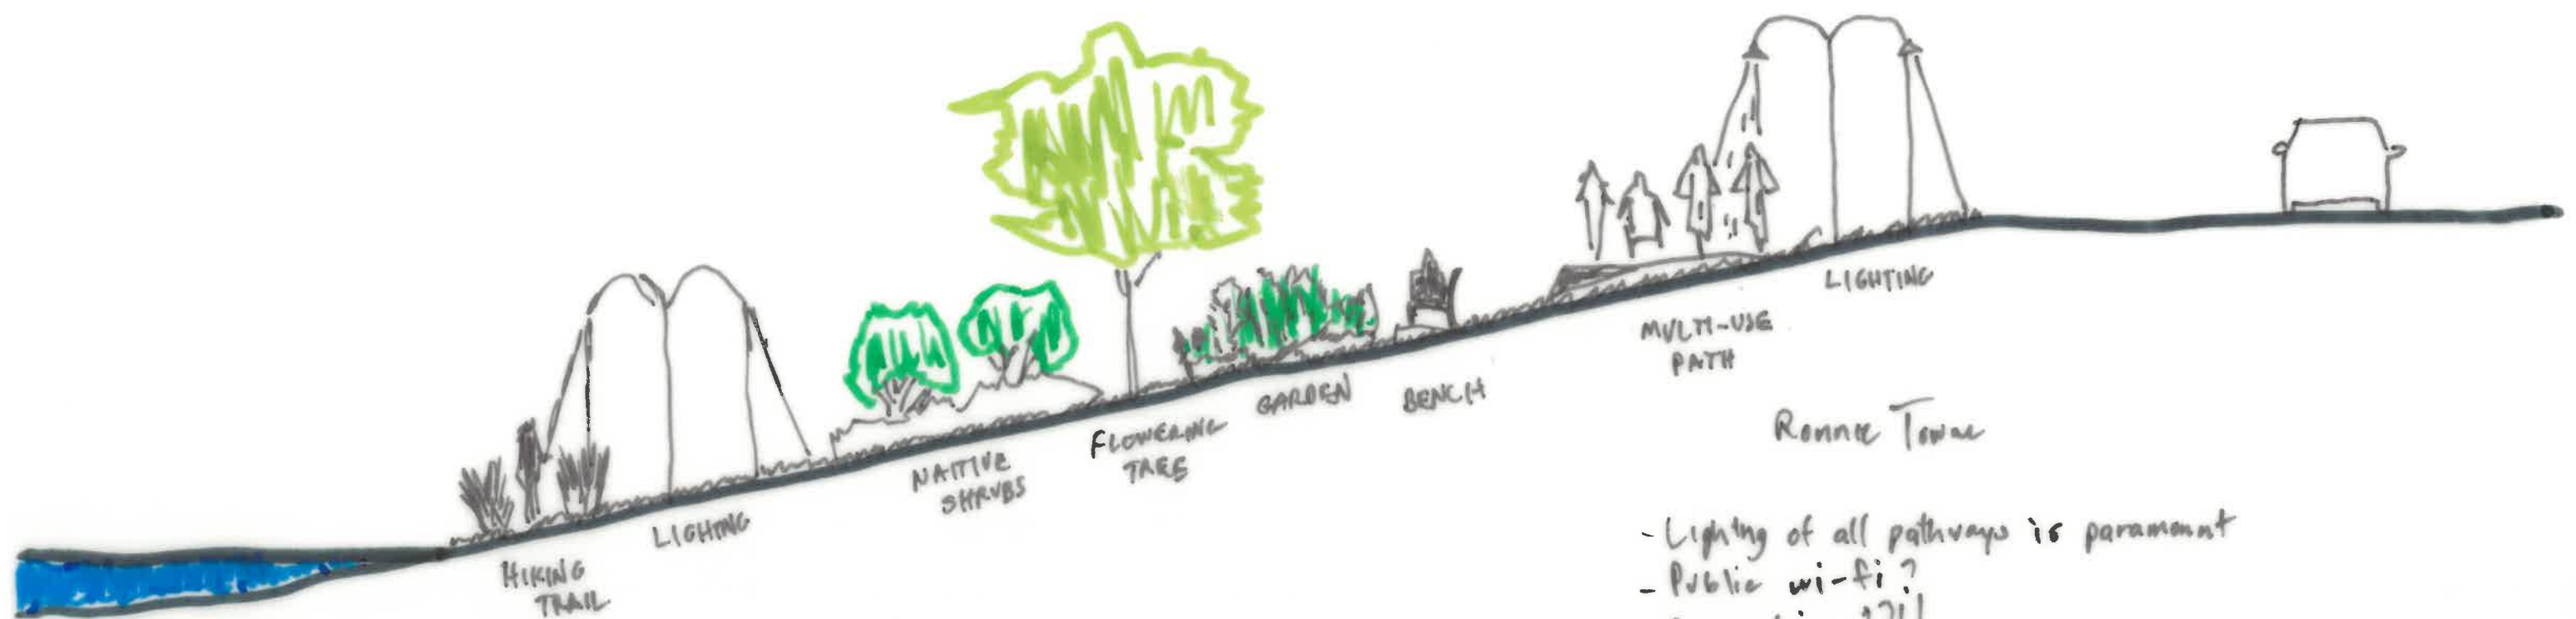 LIGHTING
MULTI-USE
PATH
BENCH
GARDEN
FLOWERING
TREE
NATIVE
SHRUBS
LIGHTING
HIKING
TRAIL
Ronnie
- Lighting of all pathways is paramount
- Public wi-fi?